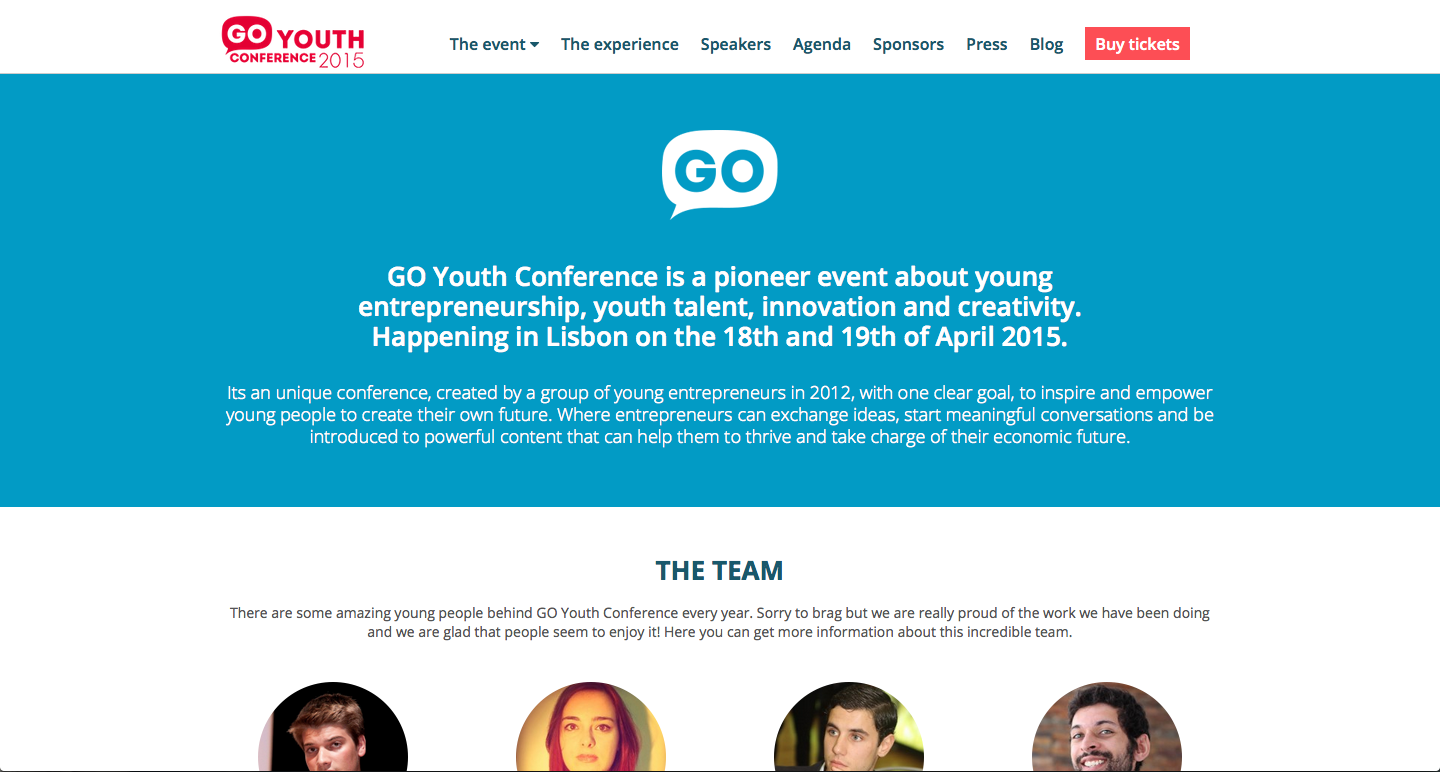 GO YOUTH
CONFERENCE 2015
The event
The experience
Speakers
Agenda
Sponsors
Press
Blog
Buy tickets
GO
GO Youth Conference is a pioneer event about young
entrepreneurship, youth talent, innovation and creativity.
Happening in Lisbon on the 18th and 19th of April 2015.
Its an unique conference, created by a group of young entrepreneurs in 2012, with one clear goal, to inspire and empower
young people to create their own future. Where entrepreneurs can exchange ideas, start meaningful conversations and be
introduced to powerful content that can help them to thrive and take charge of their economic future.
THE TEAM
There are some amazing young people behind GO Youth Conference every year. Sorry to brag but we are really proud of the work we have been doing
and we are glad that people seem to enjoy it! Here you can get more information about this incredible team.